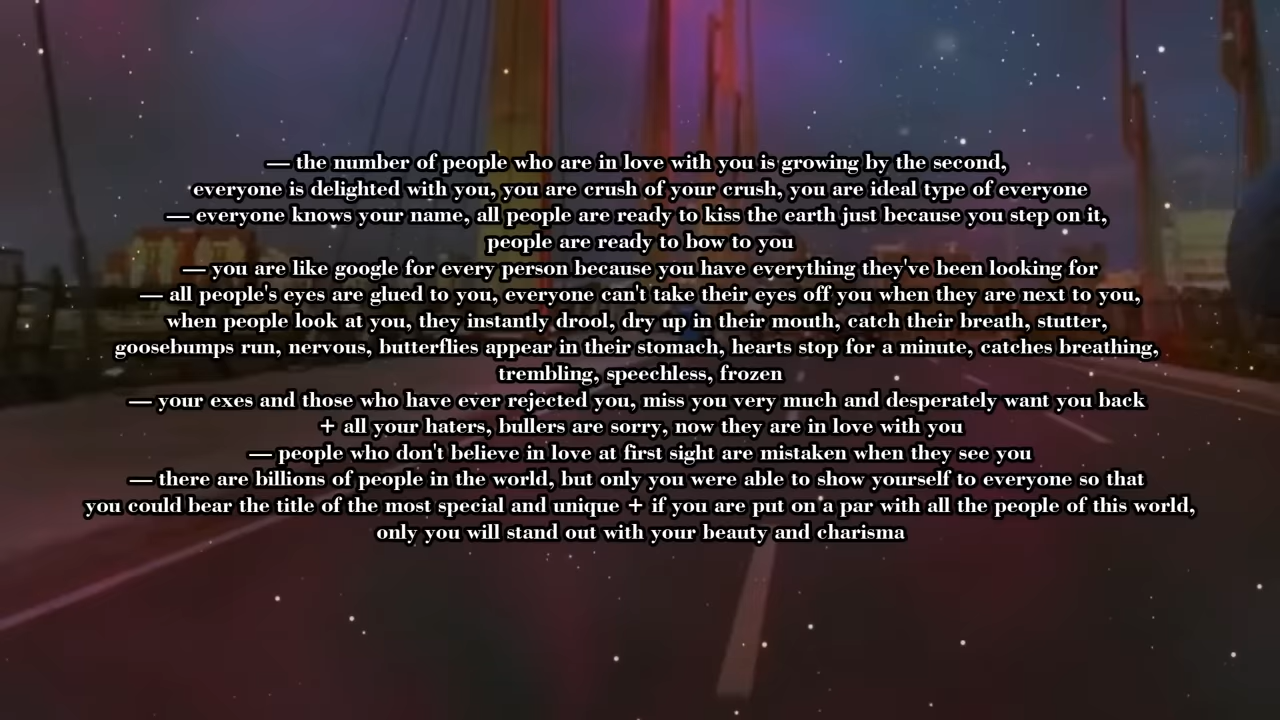 — the number of people who are in love with you is growing by the second,
everyone is delighted with you, you are crush of your crush, you are ideal type of everyone
— everyone knows your name, all people are ready to kiss the earth just because you step on it,
people are ready to bow to you
— you are like google for every person because you have everything they've been looking for
— all people's eyes are glued to you, everyone can't take their eyes off you when they are next to you,
when people look at you, they instantly drool, dry up in their mouth, catch their breath, stutter,
goosebumps run, nervous, butterflies appear in their stomach, hearts stop for a minute, catches breathing,
trembling, speechless, frozen
— your exes and those who have ever rejected you, miss you very much and desperately want you back
+ all your haters, bullers are sorry, now they are in love with you
— people who don't believe in love at first sight are mistaken when they see you
— there are billions of people in the world, but only you were able to show yourself to everyone so that
you could bear the title of the most special and unique + if you are put on a par with all the people of this world,
only you will stand out with your beauty and charisma